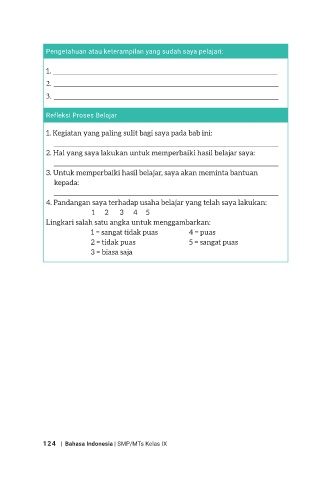 Pengetahuan atau keterampilan yang sudah saya pelajari:
1.
2.
3.
Refleksi Proses Belajar
1. Kegiatan yang paling sulit bagi saya pada bab ini:
2. Hal yang saya lakukan untuk memperbaiki hasil belajar saya:
3. Untuk memperbaiki hasil belajar, saya akan meminta bantuan
kepada:
4. Pandangan saya terhadap usaha belajar yang telah saya lakukan:
1 2 3 4 5
Lingkari salah satu angka untuk menggambarkan:
1 = sangat tidak puas 4 = puas
2 = tidak puas 5 = sangat puas
3 = biasa saja
124 | Bahasa Indonesia | SMP/MTs Kelas IX